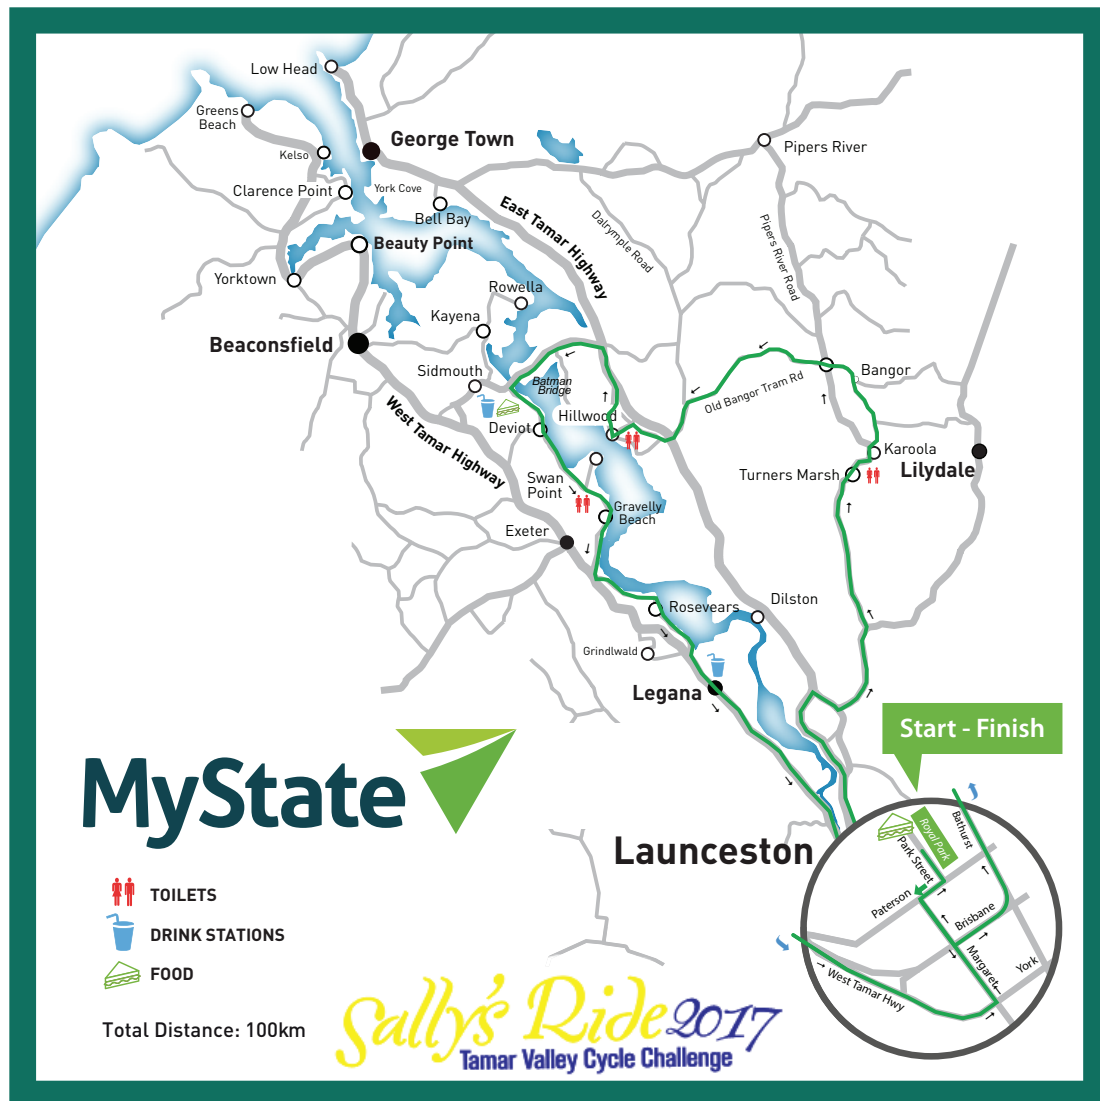 Low Head
Greens
Beach
George Town
Kelso
Pipers River
Clarence Point
York Cove
Bell Bay
East Tamar Highway
Dalrymple Road
Pipers River Road
Beauty Point
Yorktown
Rowella
Kayena
Beaconsfield
Sidmouth
Batman
Bridge
Bangor
Old Bangor Tram Rd
West Tamar Highway
Hillwood
Deviot
Karoola
Lilydale
Turners Marsh
Swan
Point
Gravelly
Beach
Exeter
Rosevears
Dilston
Grindlwald
Legana
Start - Finish
MyState
Launceston
Royal Park
Bathurst
Park Street
Paterson
Brisbane
Margaret
York
West Tamar Hwy
TOILETS
DRINK STATIONS
FOOD
Total Distance: 100km
Sally's Ride 2017
Tamar Valley Cycle Challenge